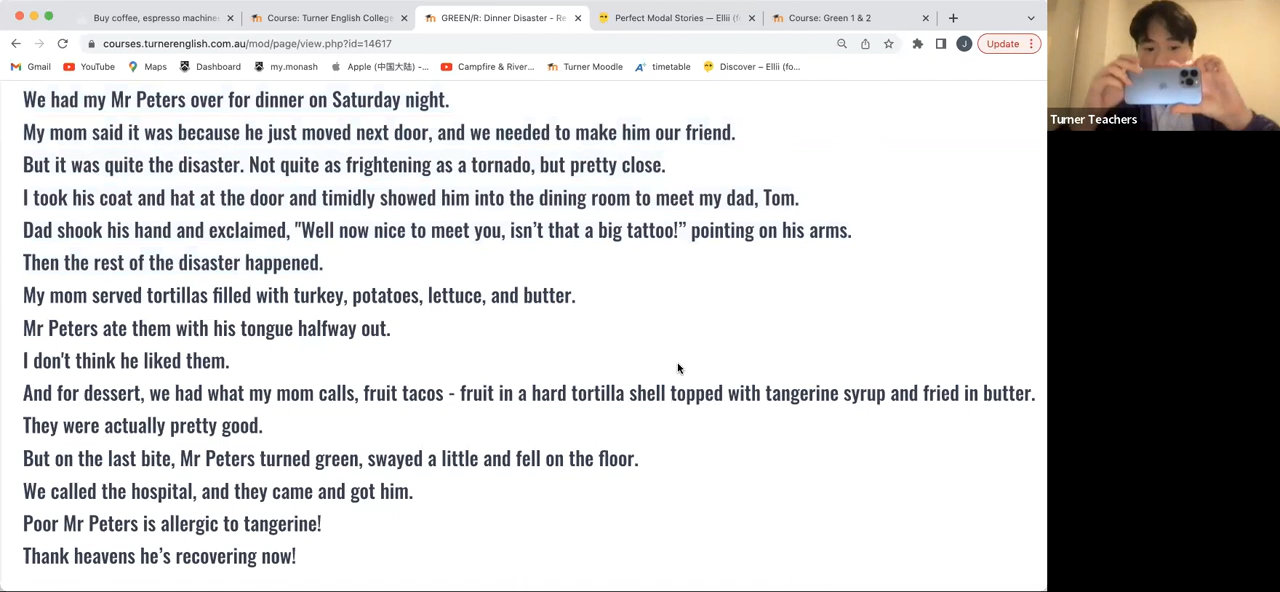 Buy coffee, espresso machine
Course: Turner English Colleg
GREEN/R: Dinner Disaster - Re
Perfect Modal Stories — Ellii (f
Course: Green 1 & 2
courses.turnerenglish.com.au/mod/page/view.php?id=14617
J
Update
Gmail
YouTube
Maps
Dashboard
my.monash
Apple (中国大陆) -...
Campfire & River...
Turner Moodle
timetable
Discover – Ellii (fo...
We had my Mr Peters over for dinner on Saturday night.
My mom said it was because he just moved next door, and we needed to make him our friend.
But it was quite the disaster. Not quite as frightening as a tornado, but pretty close.
I took his coat and hat at the door and timidly showed him into the dining room to meet my dad, Tom.
Dad shook his hand and exclaimed, "Well now nice to meet you, isn’t that a big tattoo!” pointing on his arms.
Then the rest of the disaster happened.
My mom served tortillas filled with turkey, potatoes, lettuce, and butter.
Mr Peters ate them with his tongue halfway out.
I don't think he liked them.
And for dessert, we had what my mom calls, fruit tacos - fruit in a hard tortilla shell topped with tangerine syrup and fried in butter.
They were actually pretty good.
But on the last bite, Mr Peters turned green, swayed a little and fell on the floor.
We called the hospital, and they came and got him.
Poor Mr Peters is allergic to tangerine!
Thank heavens he’s recovering now!
Turner Teachers